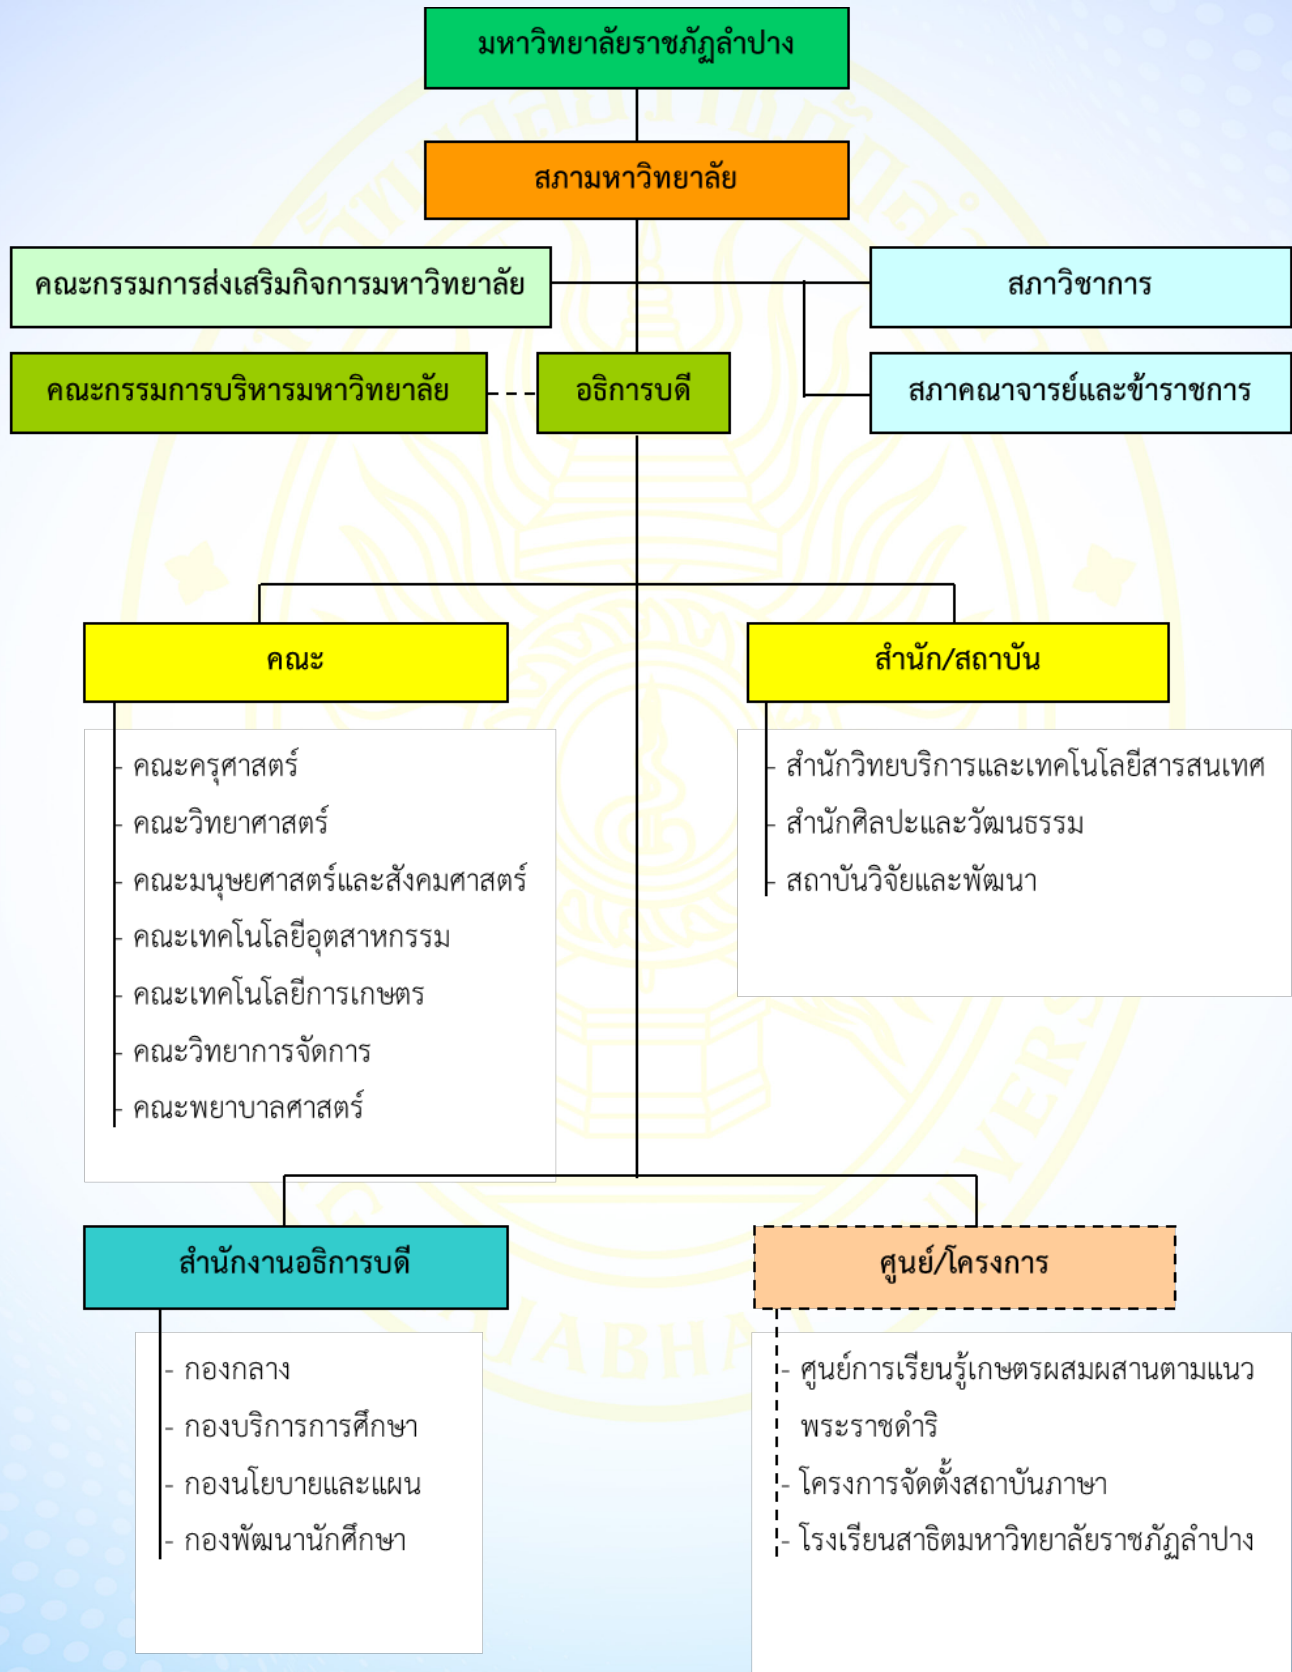 มหาวิทยาลัยราชภัฏลำปาง
สภามหาวิทยาลัย
คณะกรรมการส่งเสริมกิจการมหาวิทยาลัย
สภาวิชาการ
คณะกรรมการบริหารมหาวิทยาลัย
อธิการบดี
สภาคณาจารย์และข้าราชการ
คณะ
สำนัก/สถาบัน
- คณะครุศาสตร์
- คณะวิทยาศาสตร์
- คณะมนุษยศาสตร์และสังคมศาสตร์
- คณะเทคโนโลยีอุตสาหกรรม
- คณะเทคโนโลยีการเกษตร
- คณะวิทยาการจัดการ
- คณะพยาบาลศาสตร์
- สำนักวิทยบริการและเทคโนโลยีสารสนเทศ
- สำนักศิลปะและวัฒนธรรม
- สถาบันวิจัยและพัฒนา
สำนักงานอธิการบดี
ศูนย์/โครงการ
- กองกลาง
- กองบริการการศึกษา
- กองนโยบายและแผน
- กองพัฒนานักศึกษา
- ศูนย์การเรียนรู้เกษตรผสมผสานตามแนว
พระราชดำริ
- โครงการจัดตั้งสถาบันภาษา
- โรงเรียนสาธิตมหาวิทยาลัยราชภัฏลำปาง